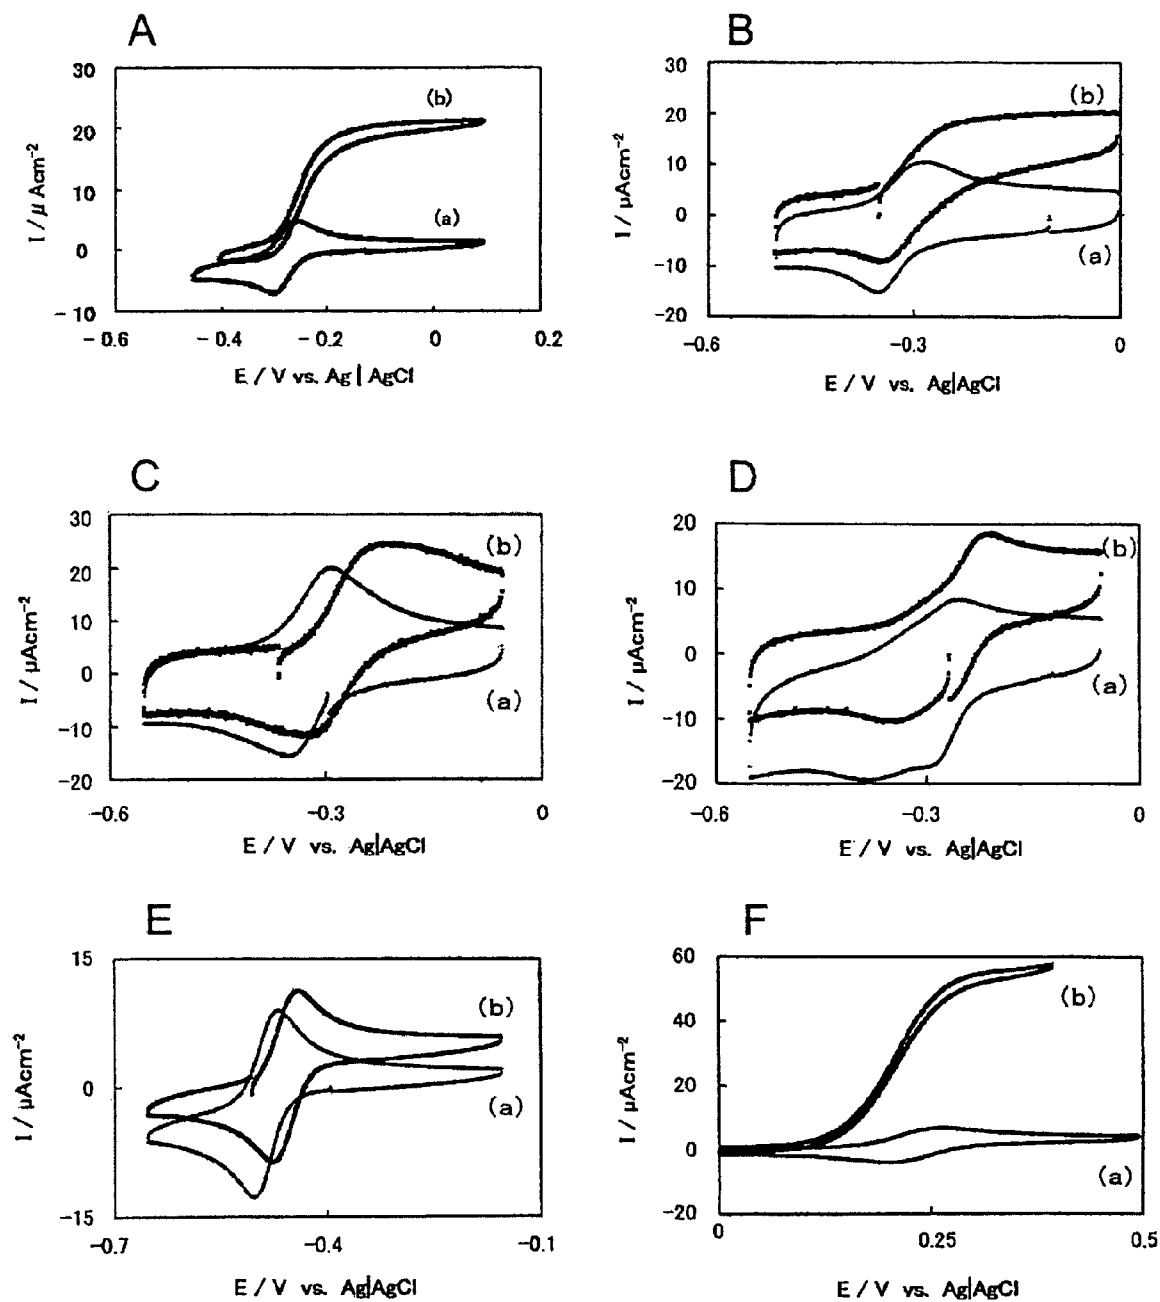 A
30
20
10
0
-10
I / μ Acm⁻²
(b)
(a)
-0.6
-0.4
-0.2
0
0.2
E / V vs. Ag | AgCl
B
30
20
10
0
-10
-20
I / μAcm⁻²
(b)
(a)
-0.6
-0.3
0
E / V vs. Ag|AgCl
C
30
20
10
0
-10
-20
I / μAcm⁻²
(b)
(a)
-0.6
-0.3
0
E / V vs. Ag|AgCl
D
20
10
0
-10
-20
I / μAcm⁻²
(b)
(a)
-0.6
-0.3
0
E / V vs. Ag|AgCl
E
15
0
-15
I / μAcm⁻²
(b)
(a)
-0.7
-0.4
-0.1
E / V vs. Ag|AgCl
F
60
40
20
0
-20
I / μAcm⁻²
(b)
(a)
0
0.25
0.5
E / V vs. Ag|AgCl